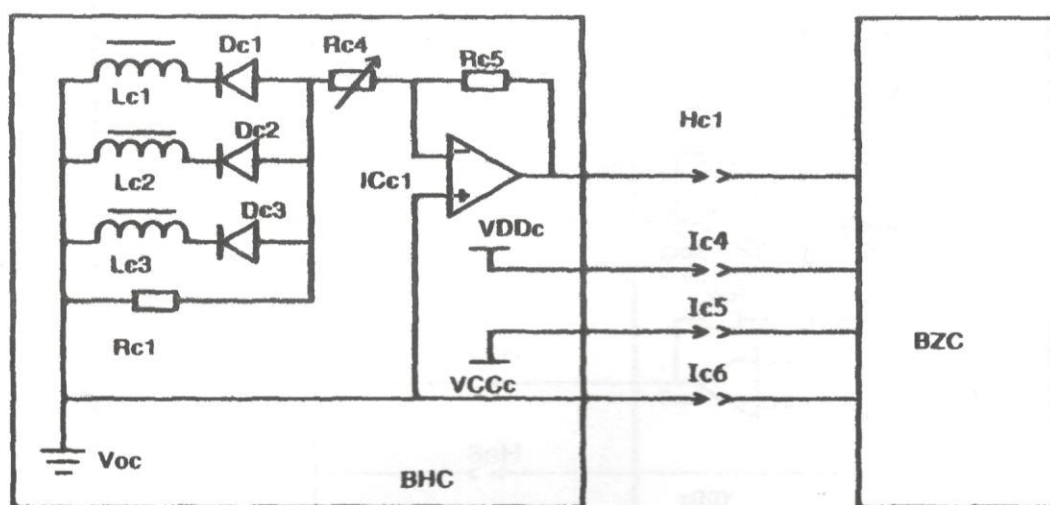 Dc1
Rc4
Rc5
Lc1
Hc1
Dc2
ICc1
Lc2
Dc3
VDDc
Ic4
Lc3
Ic5
Rc1
BZC
VCCc
Ic6
Voc
BHC